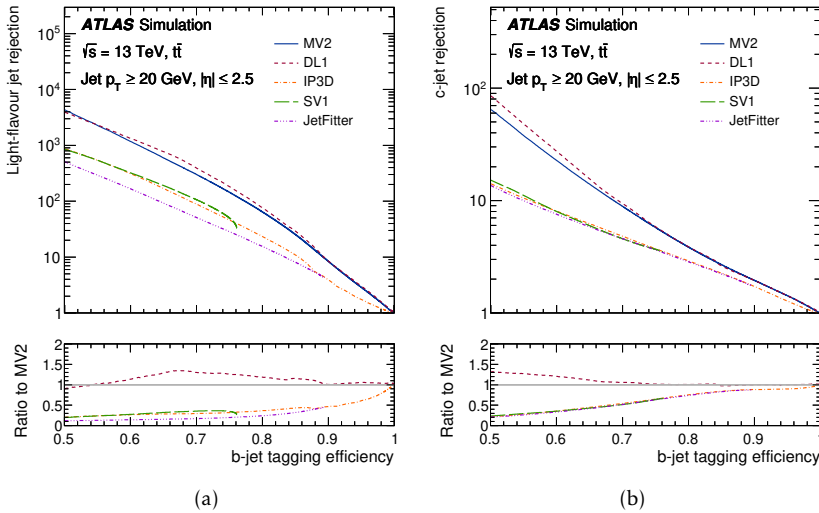 ATLAS Simulation
√s = 13 TeV, tt̄
Jet p_T ≥ 20 GeV, |η| ≤ 2.5
MV2
DL1
IP3D
SV1
JetFitter
Light-flavour jet rejection
10^5
10^4
10^3
10^2
10
1
Ratio to MV2
2
1.5
1
0.5
0
0.5 0.6 0.7 0.8 0.9 1
b-jet tagging efficiency
(a)
ATLAS Simulation
√s = 13 TeV, tt̄
Jet p_T ≥ 20 GeV, |η| ≤ 2.5
MV2
DL1
IP3D
SV1
JetFitter
c-jet rejection
10^2
10
1
Ratio to MV2
2
1.5
1
0.5
0
0.5 0.6 0.7 0.8 0.9 1
b-jet tagging efficiency
(b)